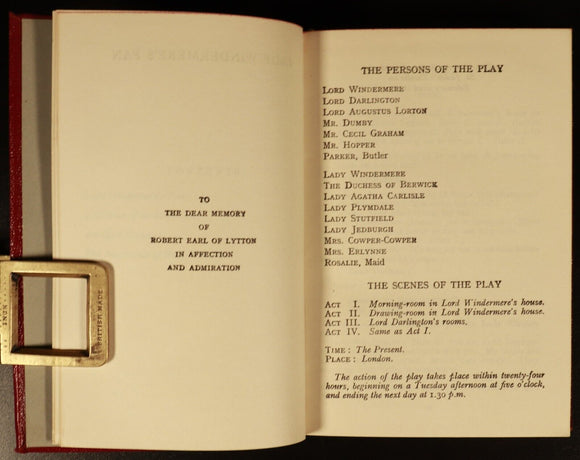 TO
THE DEAR MEMORY
OF
ROBERT EARL OF LYTTON
IN AFFECTION
AND ADMIRATION
THE PERSONS OF THE PLAY
LORD WINDERMERE
LORD DARLINGTON
LORD AUGUSTUS LORTON
MR. DUMBY
MR. CECIL GRAHAM
MR. HOPPER
PARKER, Butler
LADY WINDERMERE
THE DUCHESS OF BERWICK
LADY AGATHA CARLISLE
LADY PLYMDALE
LADY STUTFIELD
LADY JEDBURGH
MRS. COWPER-COWPER
MRS. ERLYNNE
ROSALIE, Maid
THE SCENES OF THE PLAY
ACT I. Morning-room in Lord Windermere's house.
ACT II. Drawing-room in Lord Windermere's house.
ACT III. Lord Darlington's rooms.
ACT IV. Same as Act I.
TIME: The Present.
PLACE: London.
The action of the play takes place within twenty-four
hours, beginning on a Tuesday afternoon at five o'clock,
and ending the next day at 1.30 p.m.
BRITISH MADE